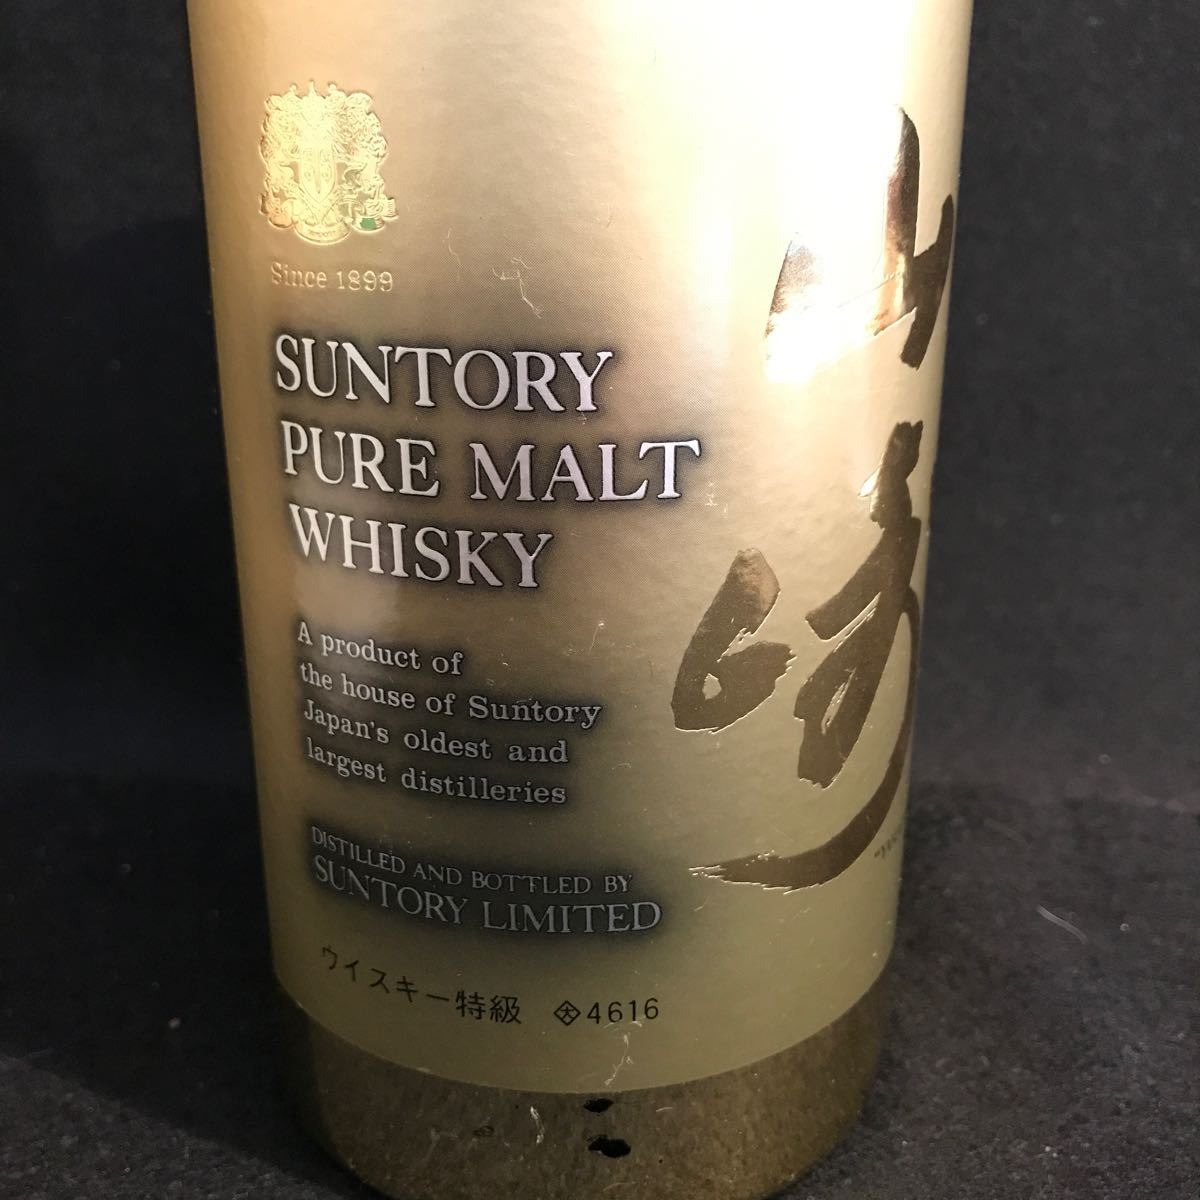 Since 1899
SUNTORY
PURE MALT
WHISKY
A product of
the house of Suntory
Japan's oldest and
largest distilleries
DISTILLED AND BOTTLED BY
SUNTORY LIMITED
ウイスキー特級 大4616
山崎